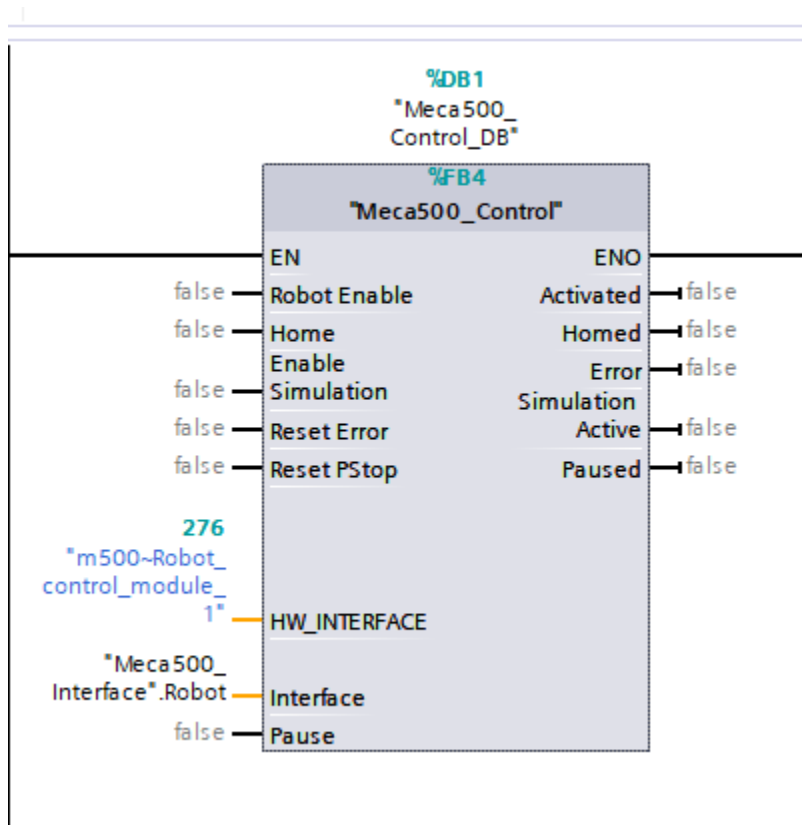 %DB1
"Meca500_
Control_DB"
%FB4
"Meca500_Control"
EN
ENO
false
Robot Enable
Activated
false
false
Home
Homed
false
Enable
false
Simulation
Error
false
Simulation
Active
false
false
Reset Error
false
Reset PStop
Paused
false
276
"m500~Robot_
control_module_
1"
HW_INTERFACE
"Meca500_
Interface".Robot
Interface
false
Pause